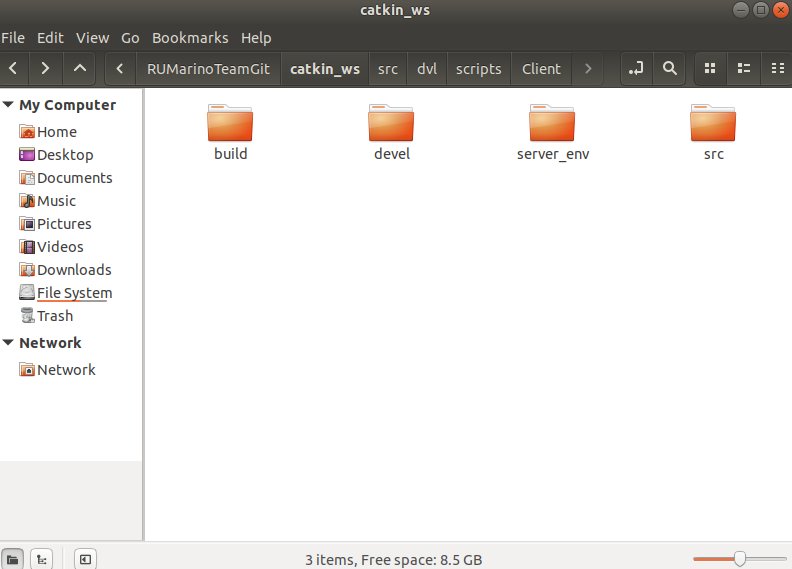 catkin_ws
File Edit View Go Bookmarks Help
RUMarinoTeamGit catkin_ws src dvl scripts Client
My Computer
Home
Desktop
Documents
Music
Pictures
Videos
Downloads
File System
Trash
Network
Network
build devel server_env src
3 items, Free space: 8.5 GB